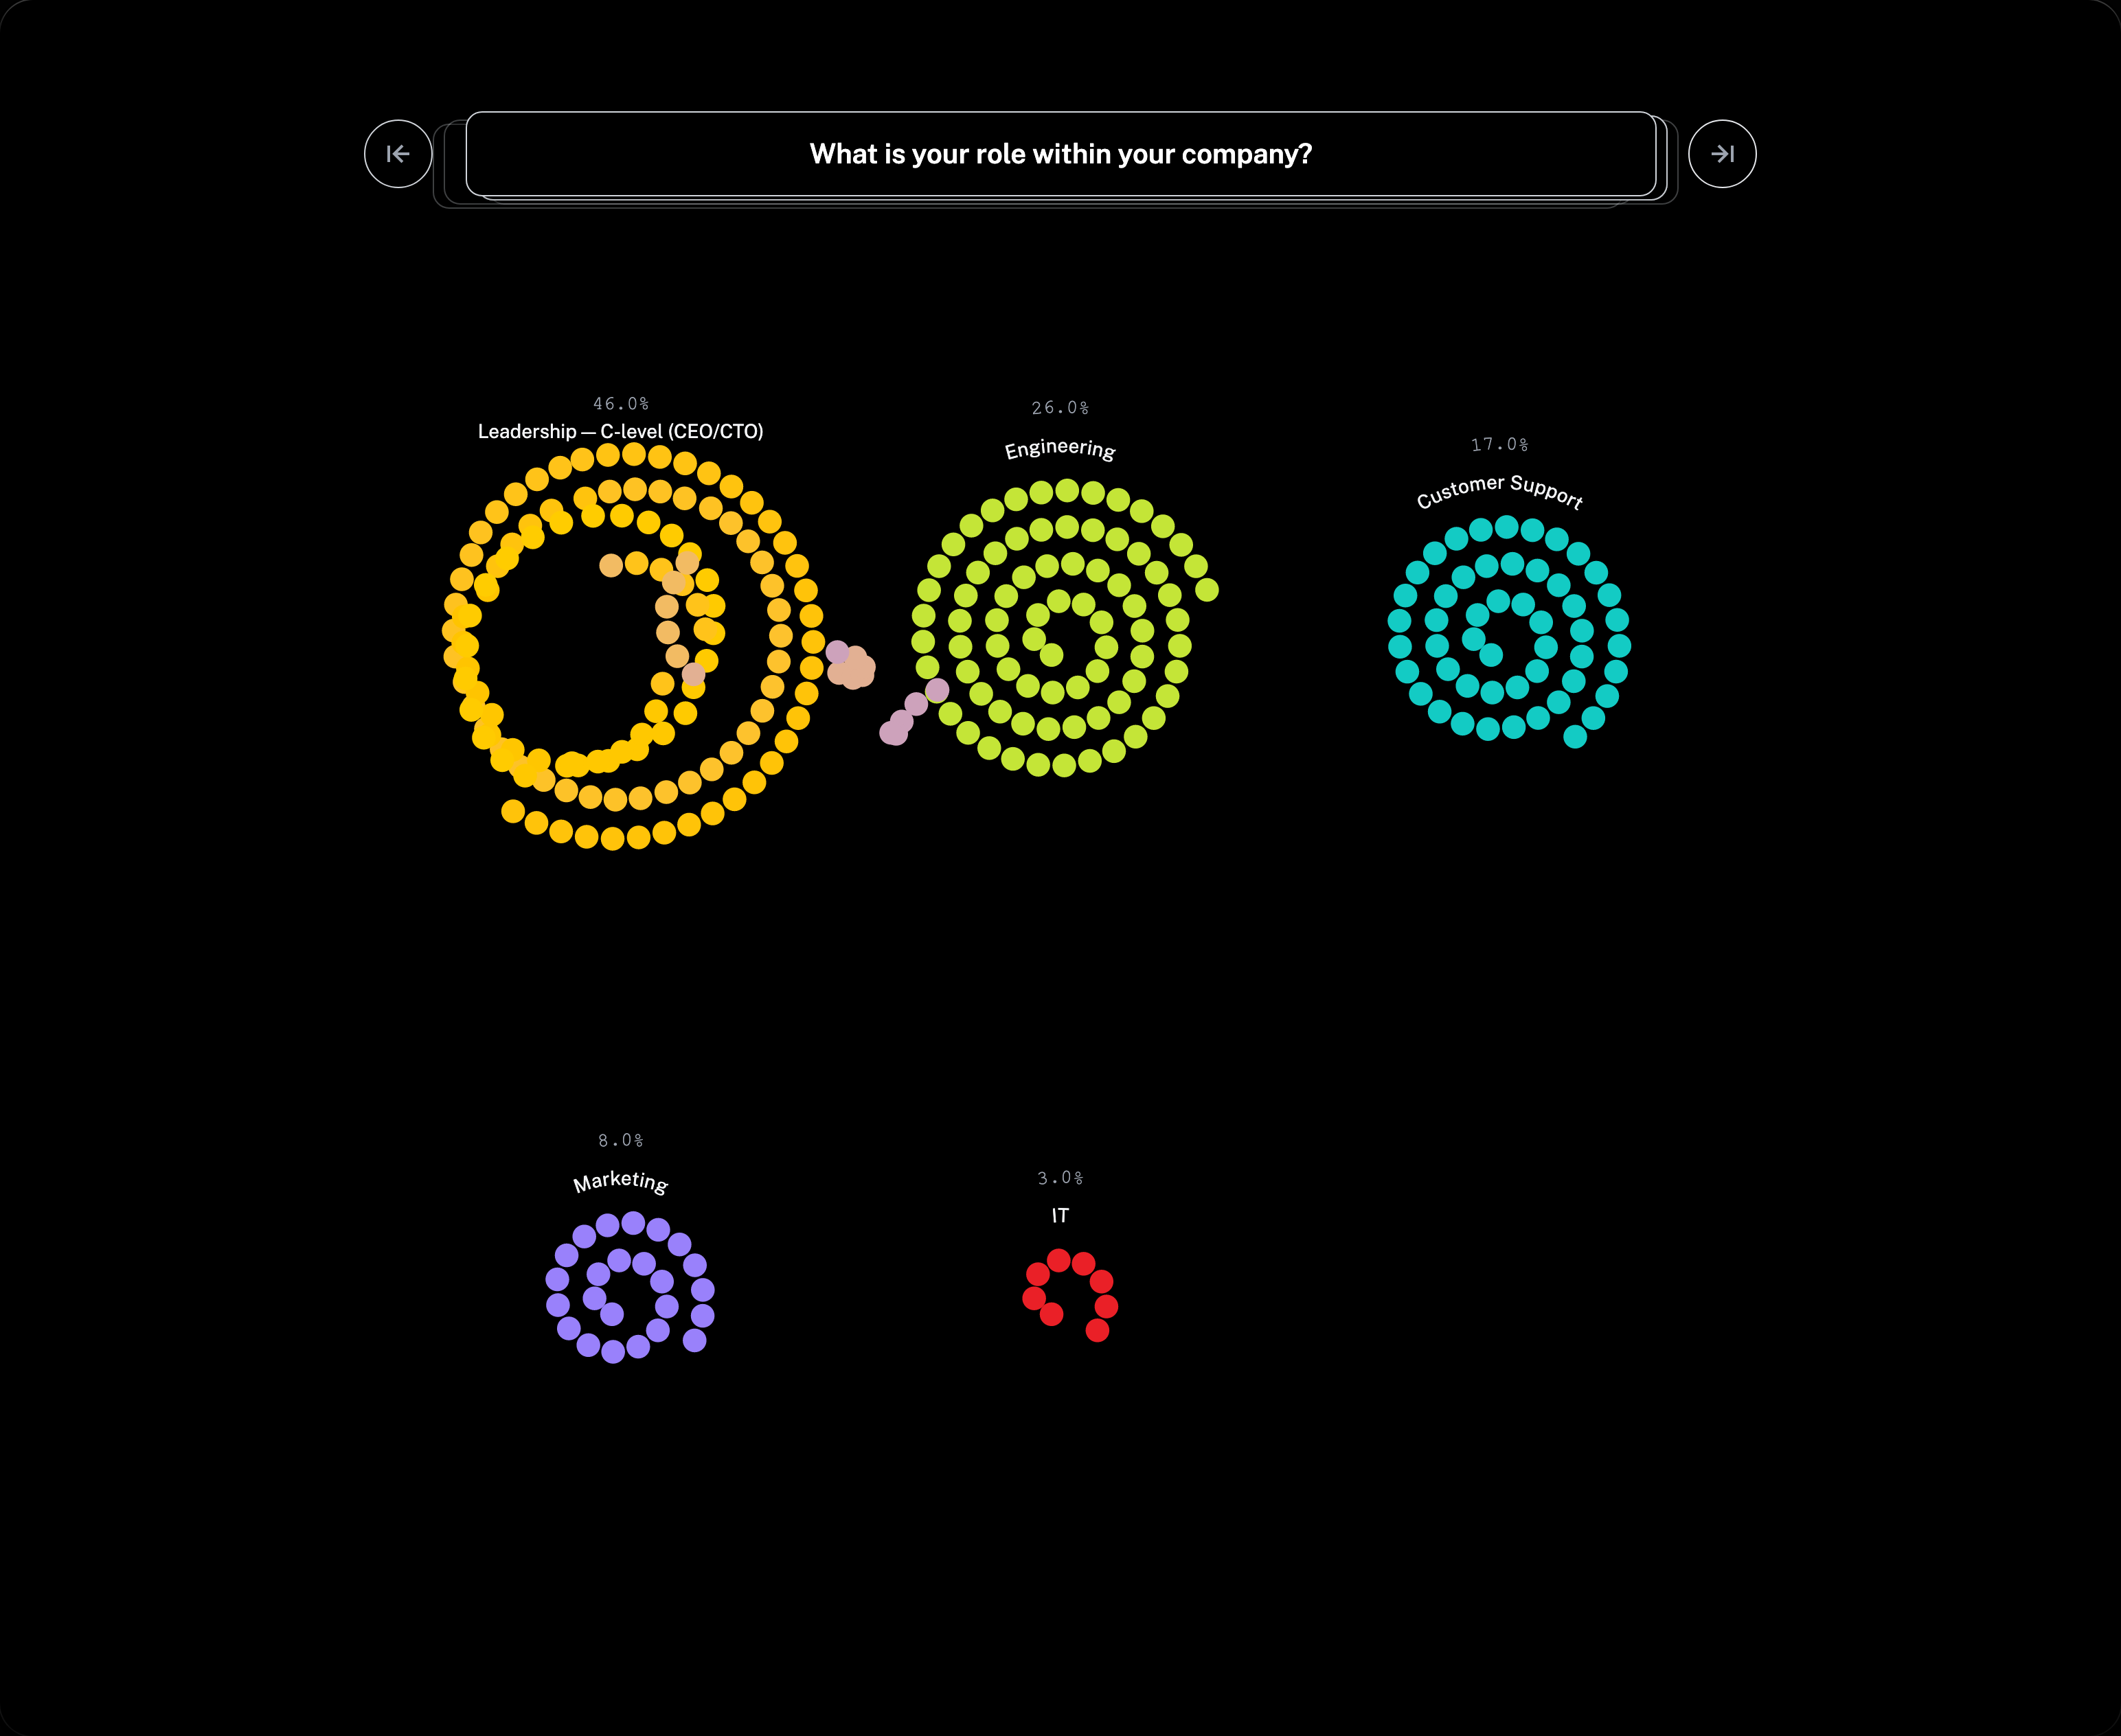 What is your role within your company?
46.0%
Leadership — C-level (CEO/CTO)
26.0%
Engineering
17.0%
Customer Support
8.0%
Marketing
3.0%
IT